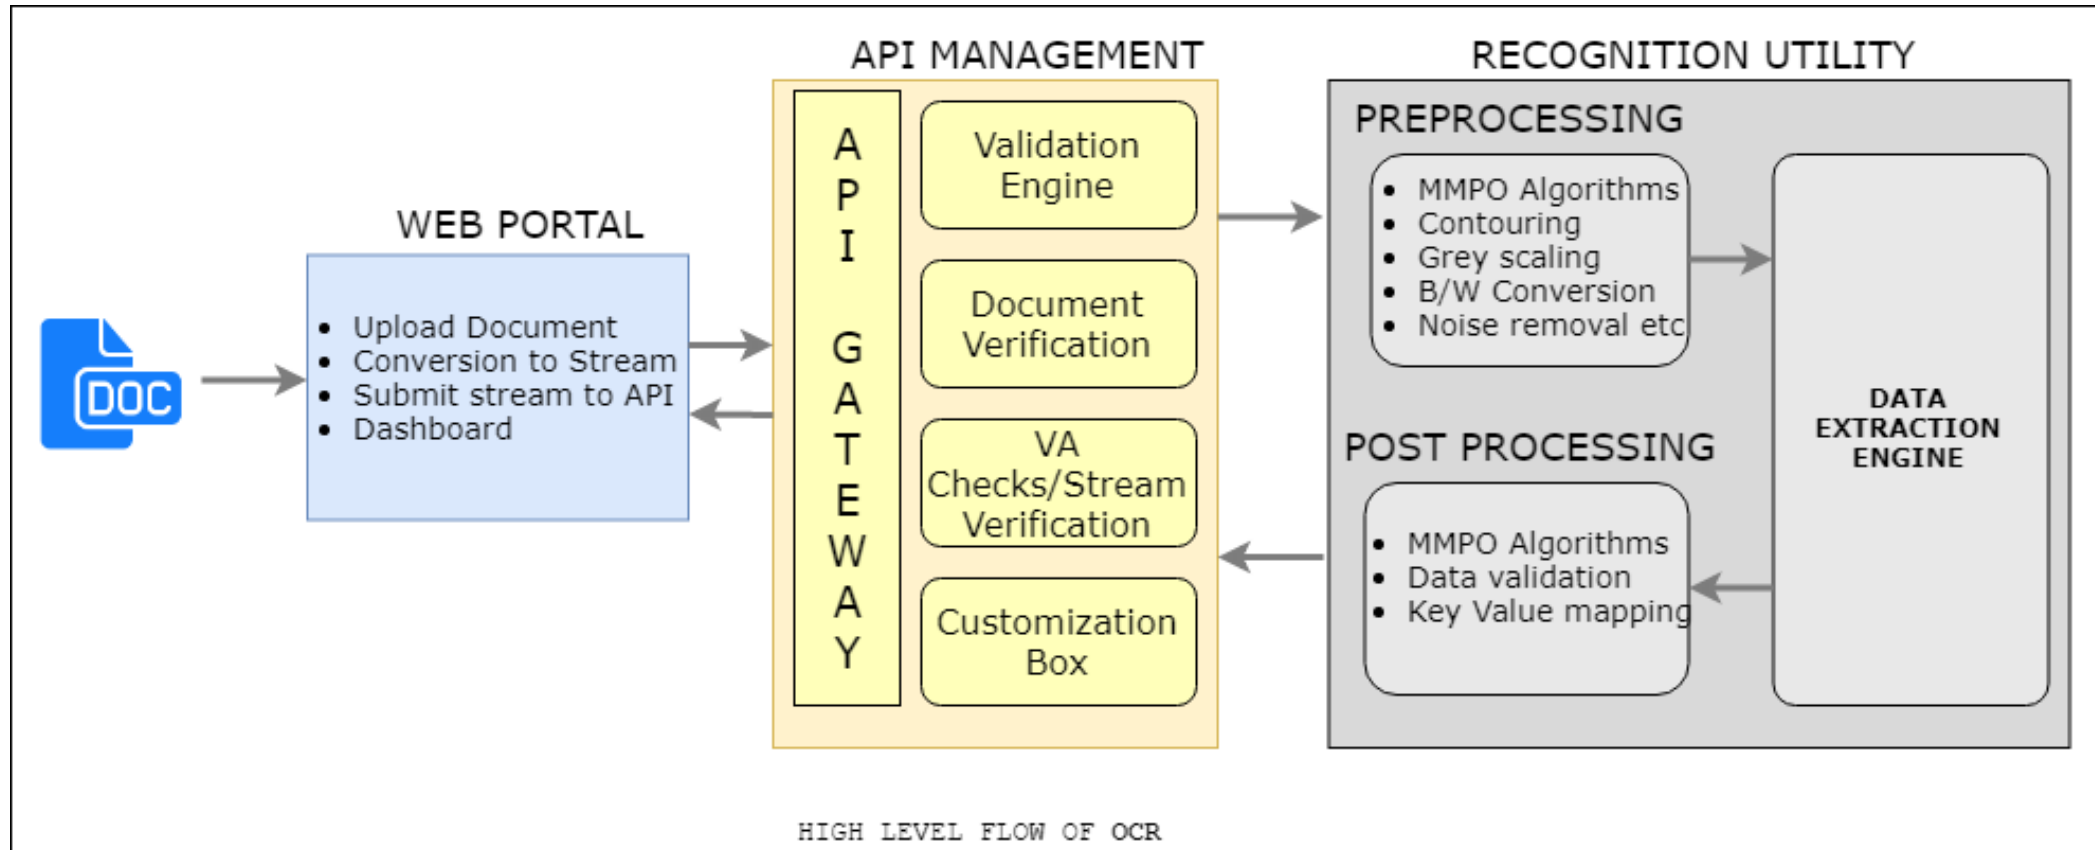 DOC
WEB PORTAL
• Upload Document
• Conversion to Stream
• Submit stream to API
• Dashboard
API MANAGEMENT
A
P
I
G
A
T
E
W
A
Y
Validation
Engine
Document
Verification
VA
Checks/Stream
Verification
Customization
Box
RECOGNITION UTILITY
PREPROCESSING
• MMPO Algorithms
• Contouring
• Grey scaling
• B/W Conversion
• Noise removal etc
DATA
EXTRACTION
ENGINE
POST PROCESSING
• MMPO Algorithms
• Data validation
• Key Value mapping
HIGH LEVEL FLOW OF OCR